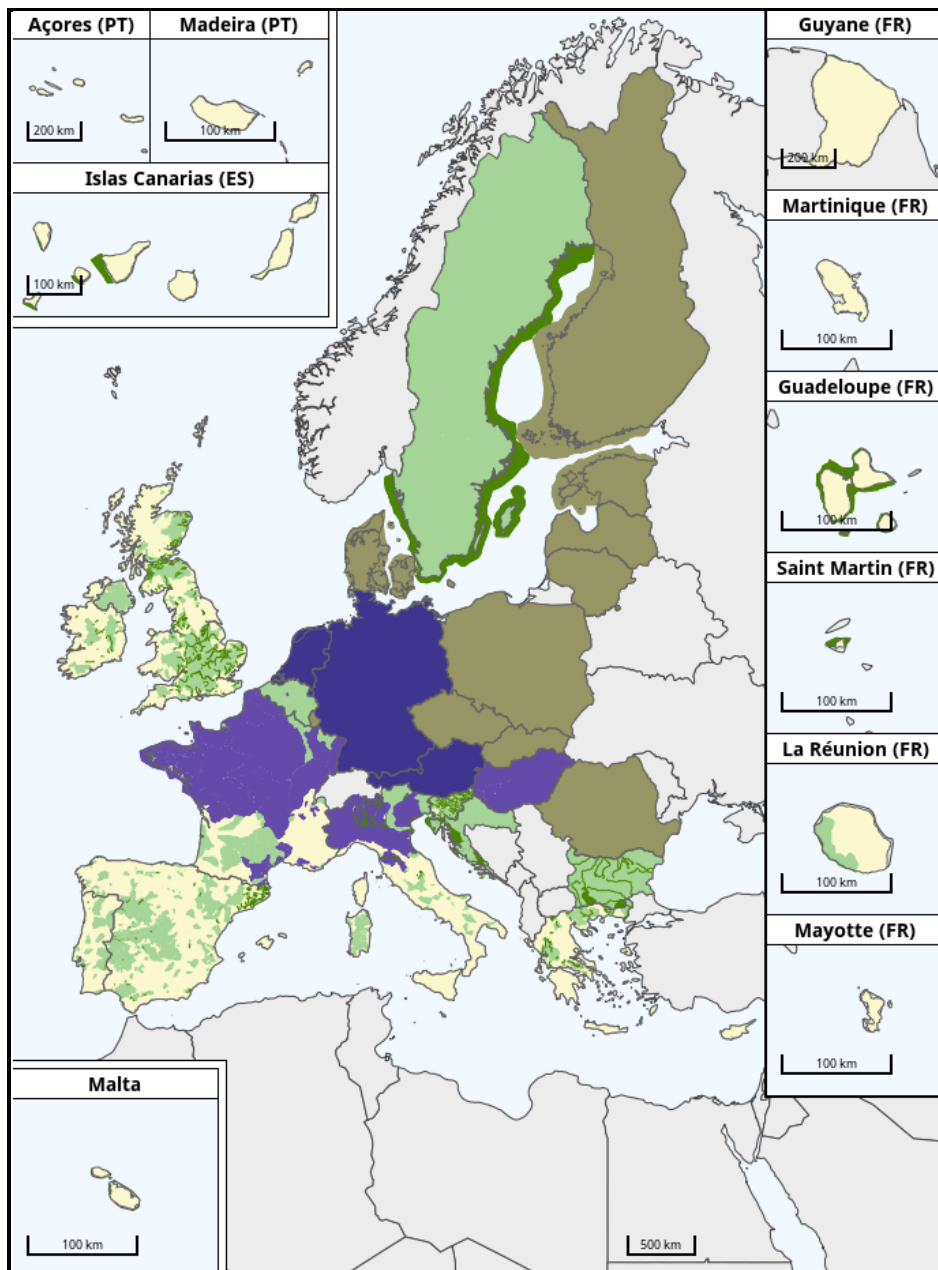 Açores (PT)
Madeira (PT)
200 km
100 km
Islas Canarias (ES)
100 km
Guyane (FR)
200 km
Martinique (FR)
100 km
Guadeloupe (FR)
100 km
Saint Martin (FR)
100 km
La Réunion (FR)
100 km
Mayotte (FR)
100 km
Malta
100 km
500 km